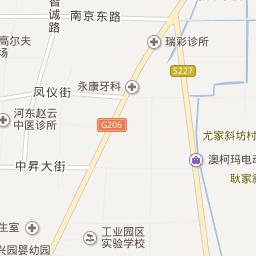 智诚路
南京东路
高尔夫
场
瑞彩诊所
S227
永康牙科
凤仪街
河东赵云
中医诊所
G206
尤家斜坊村
澳柯玛电动
中昇大街
耿家斜
生室
工业园区
实验学校
兴园婴幼园